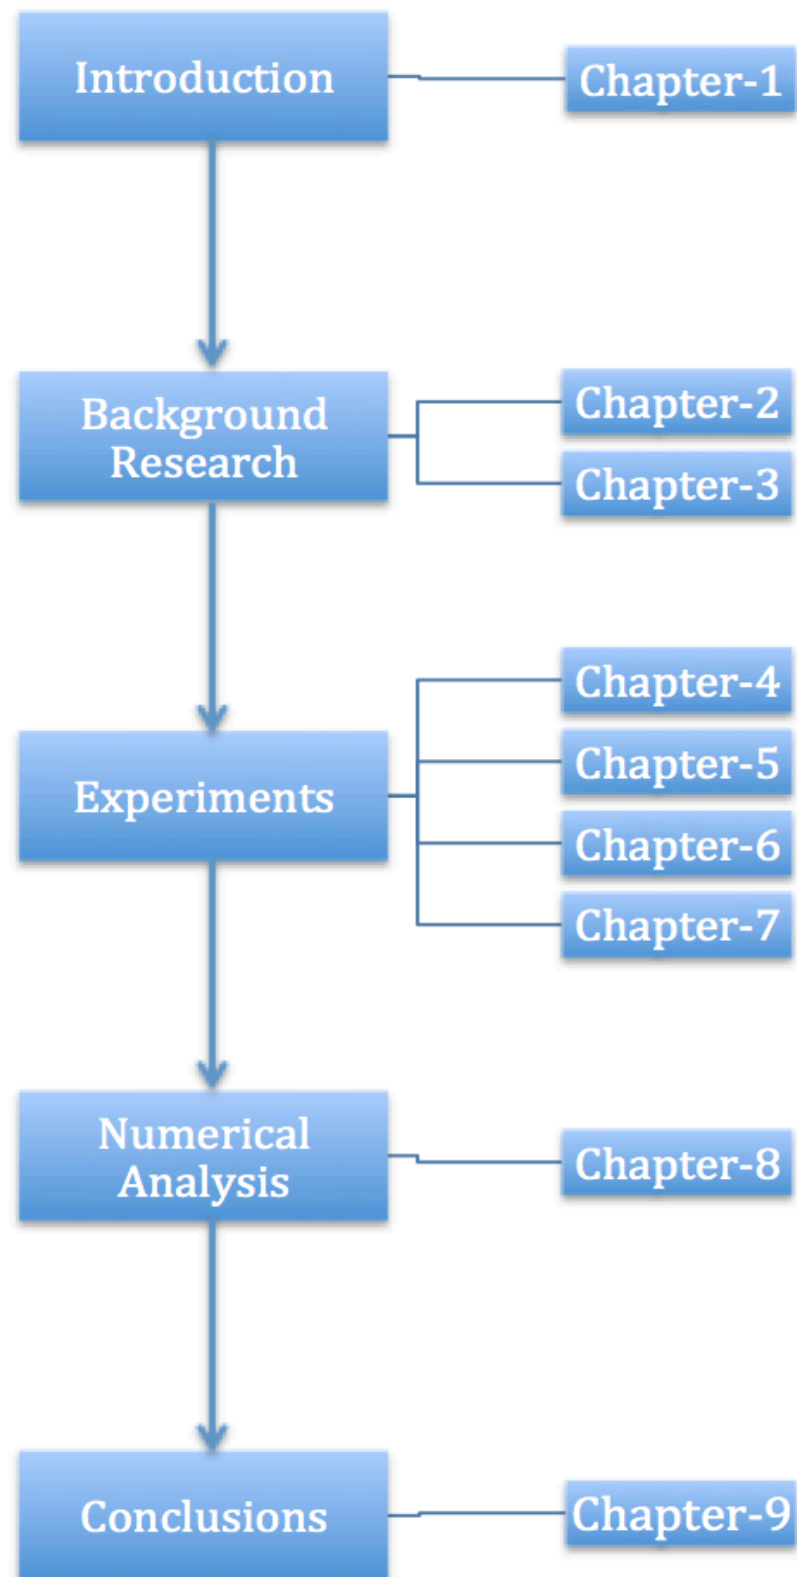 Introduction
Chapter-1
Background
Research
Chapter-2
Chapter-3
Experiments
Chapter-4
Chapter-5
Chapter-6
Chapter-7
Numerical
Analysis
Chapter-8
Conclusions
Chapter-9